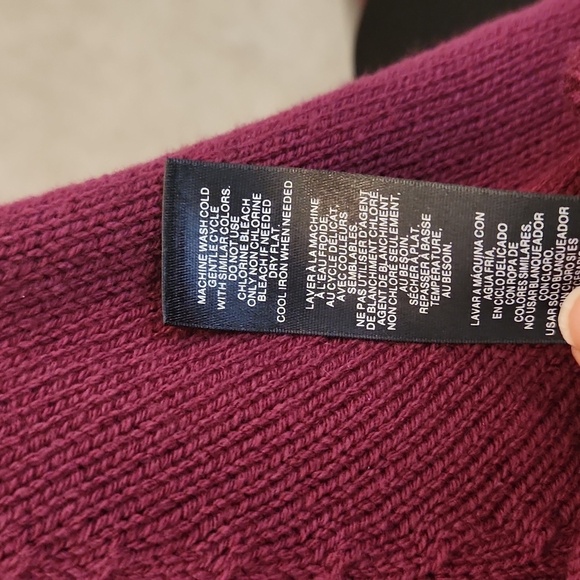 MACHINE WASH COLD
GENTLE CYCLE
WITH SIMILAR COLORS.
DO NOT USE
CHLORINE BLEACH
ONLY NON-CHLORINE
BLEACH IF NEEDED
DRY FLAT.
COOL IRON WHEN NEEDED
LAVER À LA MACHINE
À L'EAU FROIDE,
AU CYCLE DÉLICAT,
AVEC COULEURS
SEMBLABLES.
NE PAS UTILISER D'AGENT
DE BLANCHIMENT CHLORÉ.
AGENT DE BLANCHIMENT
NON CHLORÉ SEULEMENT,
AU BESOIN.
SÉCHER À PLAT,
REPASSER À BASSE
TEMPÉRATURE,
AU BESOIN.
LAVAR A MÁQUINA CON
AGUA FRÍA,
EN CICLO DELICADO
CON ROPA DE
COLORES SIMILARES.
NO USAR BLANQUEADOR
CON CLORO.
USAR SOLO BLANQUEADOR